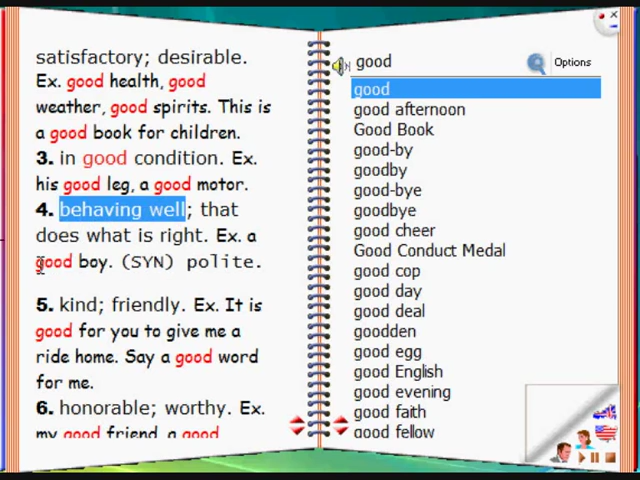 satisfactory; desirable.
Ex. good health, good
weather, good spirits. This is
a good book for children.
3. in good condition. Ex.
his good leg, a good motor.
4. behaving well; that
does what is right. Ex. a
good boy. (SYN) polite.
5. kind; friendly. Ex. It is
good for you to give me a
ride home. Say a good word
for me.
6. honorable; worthy. Ex.
my good friend, a good
good
Options
good
good afternoon
Good Book
good-by
goodby
good-bye
goodbye
good cheer
Good Conduct Medal
good cop
good day
good deal
goodden
good egg
good English
good evening
good faith
good fellow